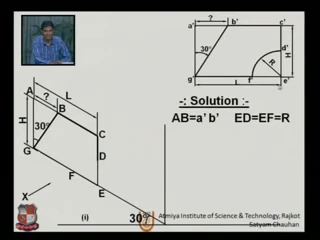 ? b' c'
a'
30° d' H
R
g' f' e'
L
-: Solution :-
AB=a' b' ED=EF=R
A L
?
B
H
30° C
G D
F
E
X
(i) 30°
Atmiya Institute of Science & Technology, Rajkot
Satyam Chauhan